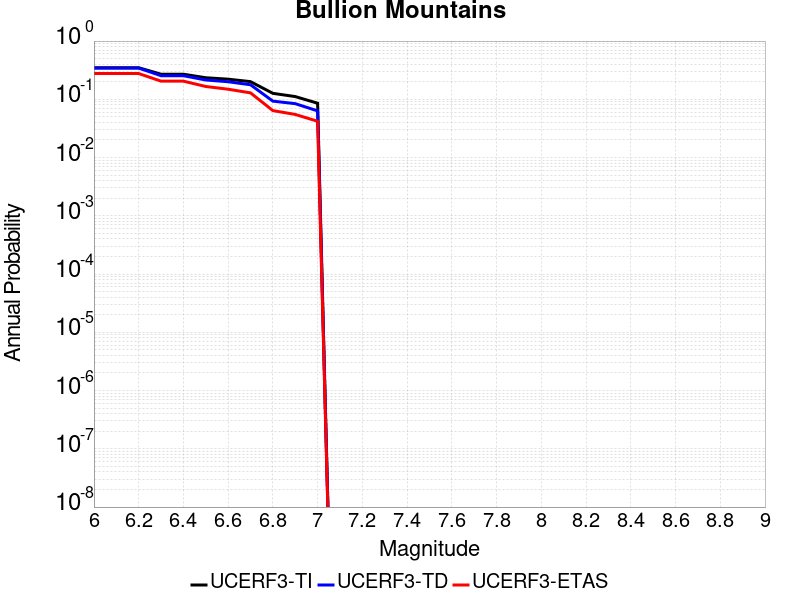 Bullion Mountains
10^0
10^-1
10^-2
10^-3
10^-4
10^-5
10^-6
10^-7
10^-8
Annual Probability
6 6.2 6.4 6.6 6.8 7 7.2 7.4 7.6 7.8 8 8.2 8.4 8.6 8.8 9
Magnitude
UCERF3-TI UCERF3-TD UCERF3-ETAS